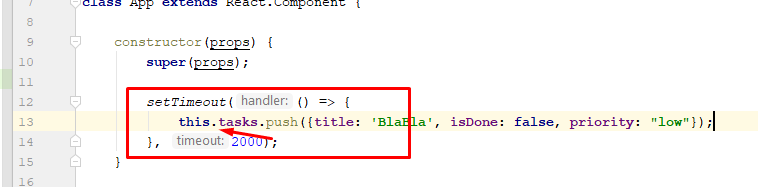 7 class App extends React.Component {
8
9 constructor(props) {
10 super(props);
11
12 setTimeout( handler: () => {
13 this.tasks.push({title: 'BlaBla', isDone: false, priority: "low"});
14 }, timeout: 2000);
15 }
16